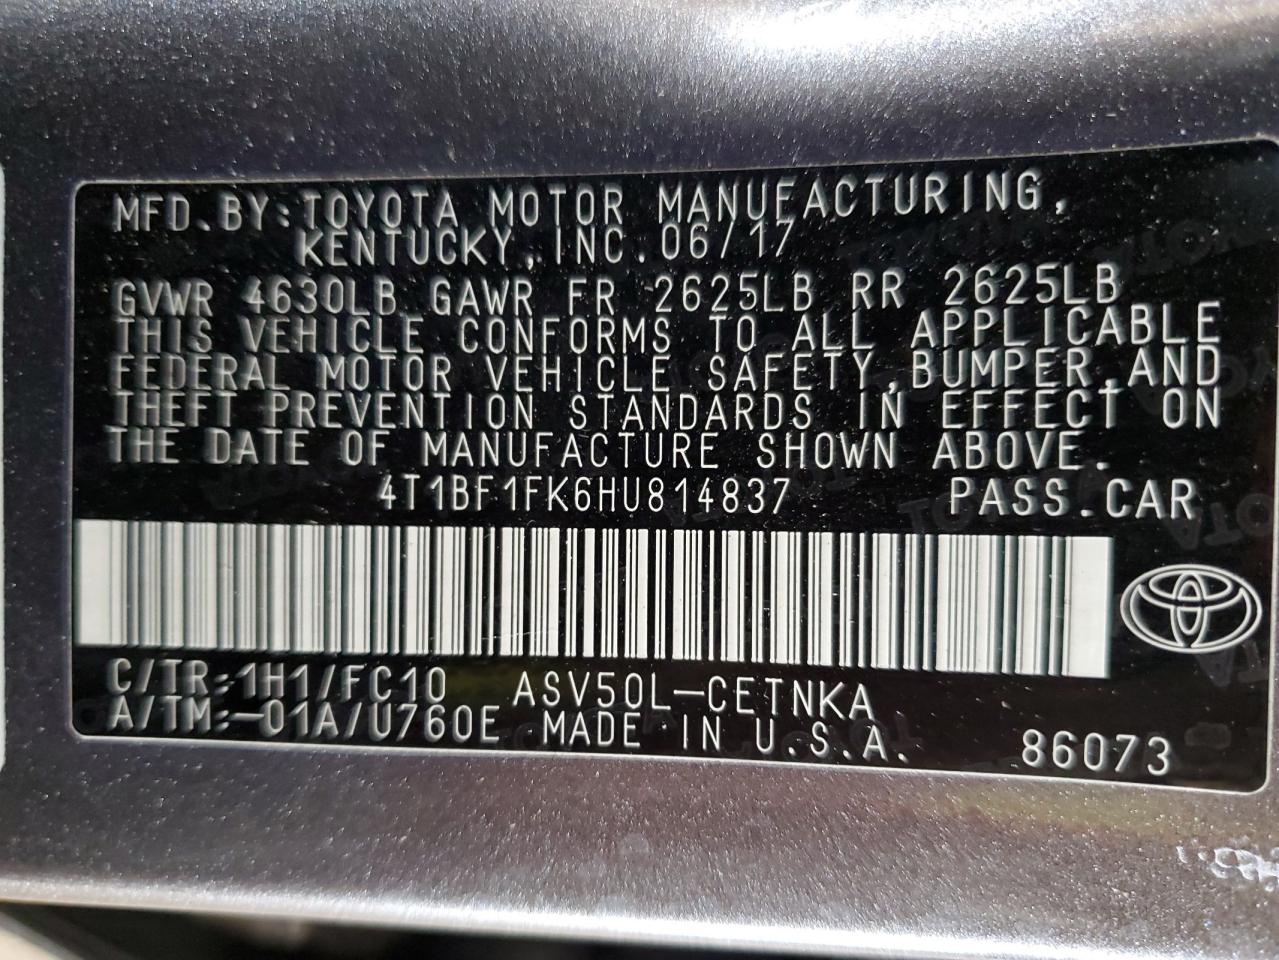 MFD.BY:TOYOTA MOTOR MANUFACTURING,
KENTUCKY,INC.06/17
GVWR 4630LB GAWR FR 2625LB RR 2625LB
THIS VEHICLE CONFORMS TO ALL APPLICABLE
FEDERAL MOTOR VEHICLE SAFETY,BUMPER,AND
THEFT PREVENTION STANDARDS IN EFFECT ON
THE DATE OF MANUFACTURE SHOWN ABOVE.
4T1BF1FK6HU814837 PASS.CAR
C/TR:1H1/FC10 ASV50L-CETNKA
A/TM:-01A/U760E MADE IN U.S.A. 86073